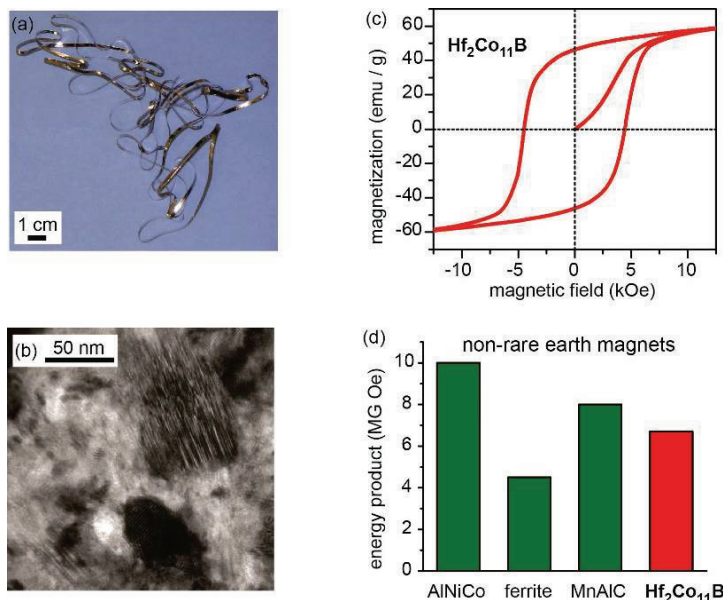 (a)
1 cm
(b)
50 nm
(c)
Hf₂Co₁₁B
magnetization (emu / g)
60
40
20
0
-20
-40
-60
-10
-5
0
5
10
magnetic field (kOe)
(d)
non-rare earth magnets
energy product (MG Oe)
10
8
6
4
2
0
AlNiCo
ferrite
MnAlC
Hf₂Co₁₁B